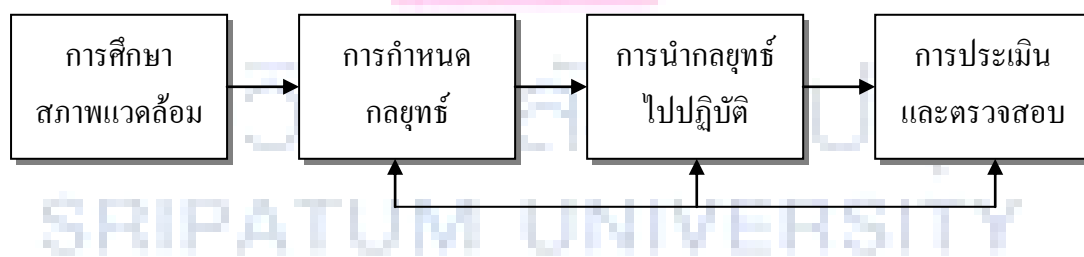 การศึกษา
สภาพแวดล้อม
การกำหนด
กลยุทธ์
การนำกลยุทธ์
ไปปฏิบัติ
การประเมิน
และตรวจสอบ
SRIPATUM UNIVERSITY